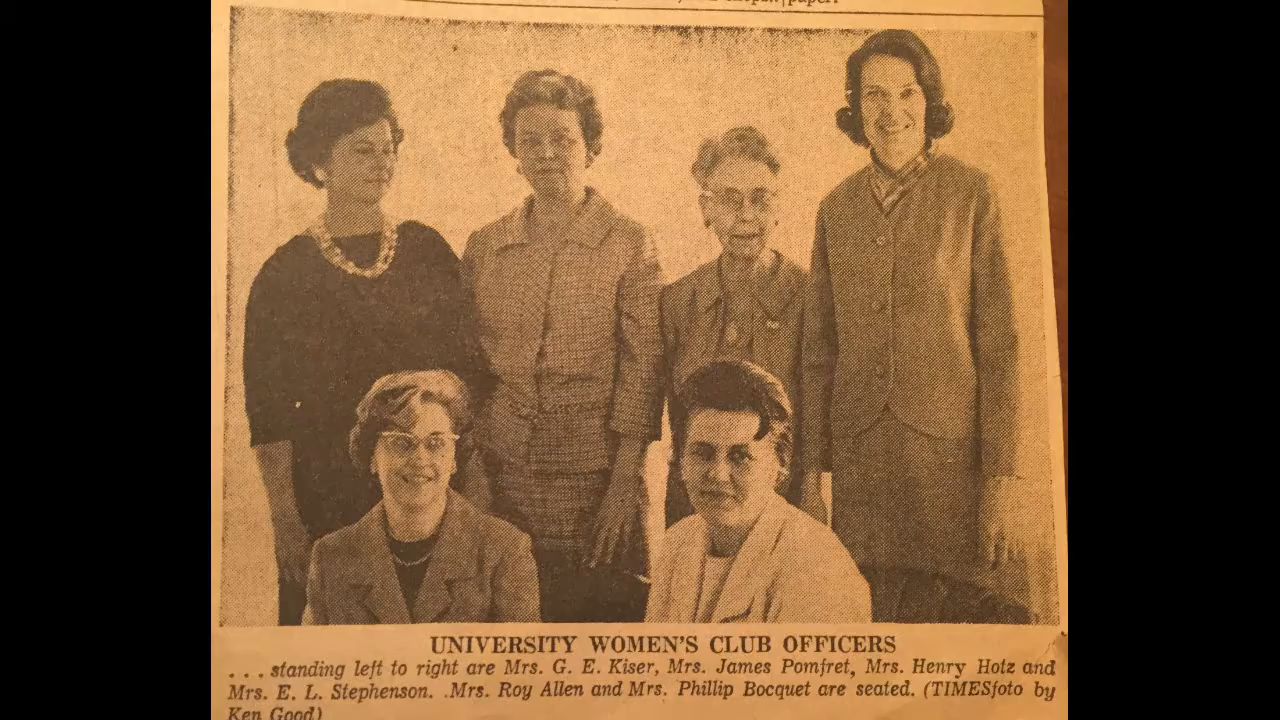 paper.
UNIVERSITY WOMEN'S CLUB OFFICERS
. . . standing left to right are Mrs. G. E. Kiser, Mrs. James Pomfret, Mrs. Henry Hotz and
Mrs. E. L. Stephenson. .Mrs. Roy Allen and Mrs. Phillip Bocquet are seated. (TIMESfoto by
Ken Good)